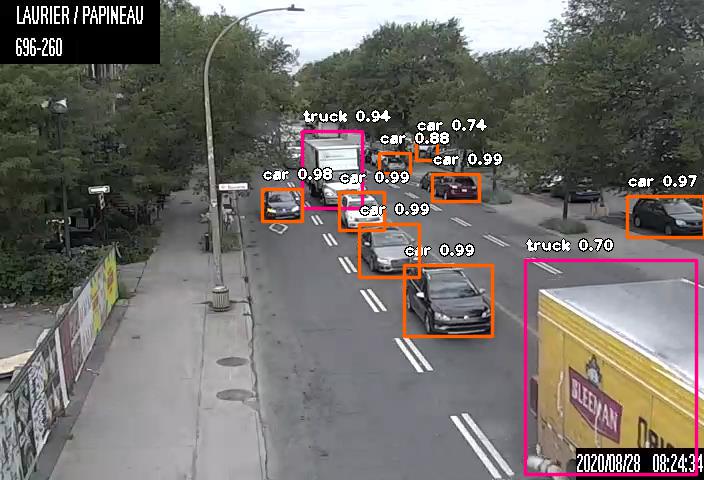 LAURIER / PAPINEAU
696-260
truck 0.94
car 0.74
car 0.88
car 0.99
car 0.98
car 0.99
car 0.97
car 0.99
car 0.99
truck 0.70
SLEEMAN
2020/08/28 08:24:34